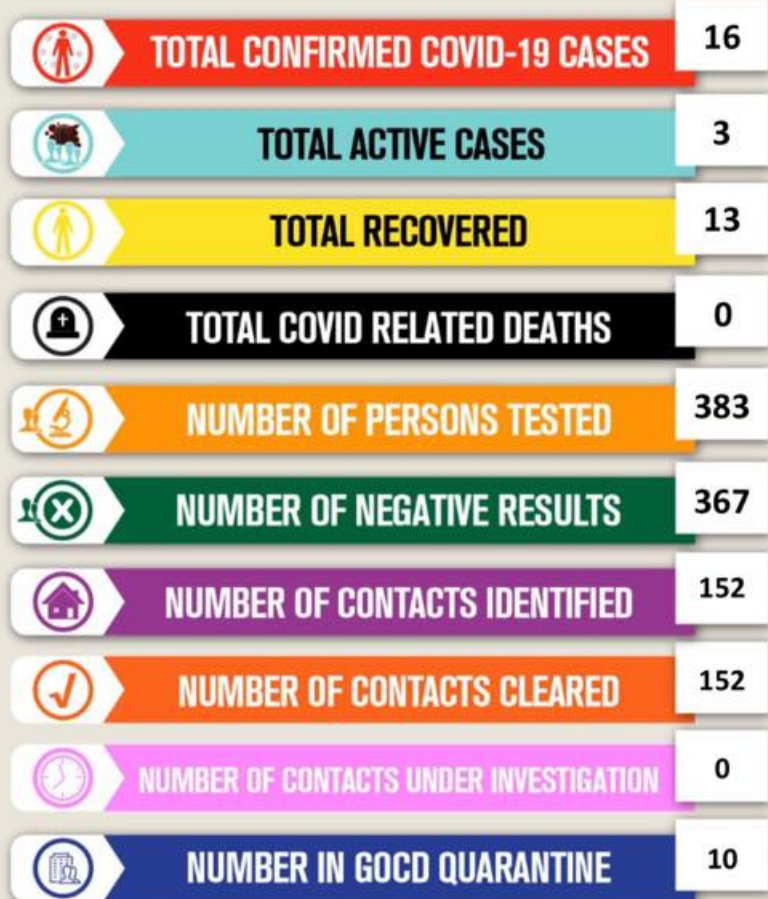 TOTAL CONFIRMED COVID-19 CASES 16
TOTAL ACTIVE CASES 3
TOTAL RECOVERED 13
TOTAL COVID RELATED DEATHS 0
NUMBER OF PERSONS TESTED 383
NUMBER OF NEGATIVE RESULTS 367
NUMBER OF CONTACTS IDENTIFIED 152
NUMBER OF CONTACTS CLEARED 152
NUMBER OF CONTACTS UNDER INVESTIGATION 0
NUMBER IN GOCD QUARANTINE 10